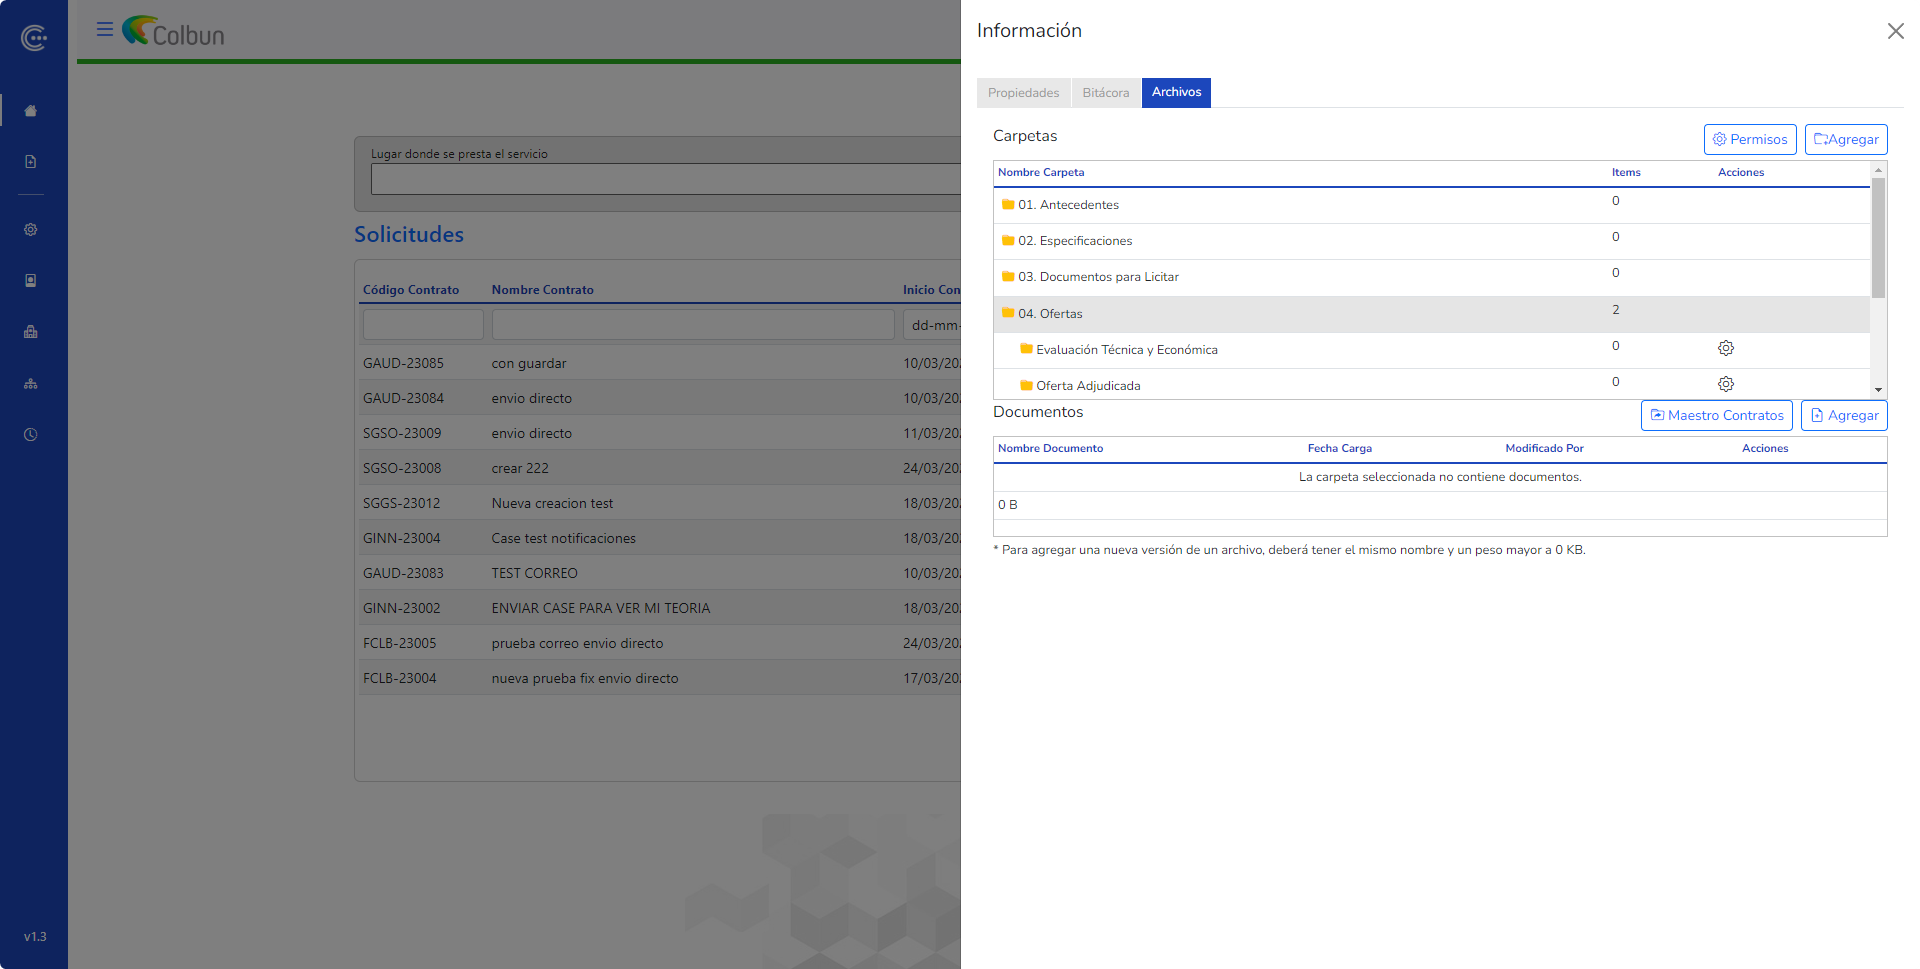 Colbun
Lugar donde se presta el servicio
Solicitudes
Código Contrato Nombre Contrato Inicio Con
dd-mm-
GAUD-23085 con guardar 10/03/20
GAUD-23084 envio directo 10/03/20
SGSO-23009 envio directo 11/03/20
SGSO-23008 crear 222 24/03/20
SGGS-23012 Nueva creacion test 18/03/20
GINN-23004 Case test notificaciones 18/03/20
GAUD-23083 TEST CORREO 10/03/20
GINN-23002 ENVIAR CASE PARA VER MI TEORIA 18/03/20
FCLB-23005 prueba correo envio directo 24/03/20
FCLB-23004 nueva prueba fix envio directo 17/03/20
v1.3
Información
Propiedades Bitácora Archivos
Carpetas Permisos Agregar
Nombre Carpeta Items Acciones
01. Antecedentes 0
02. Especificaciones 0
03. Documentos para Licitar 0
04. Ofertas 2
Evaluación Técnica y Económica 0
Oferta Adjudicada 0
Documentos Maestro Contratos Agregar
Nombre Documento Fecha Carga Modificado Por Acciones
La carpeta seleccionada no contiene documentos.
0 B
* Para agregar una nueva versión de un archivo, deberá tener el mismo nombre y un peso mayor a 0 KB.